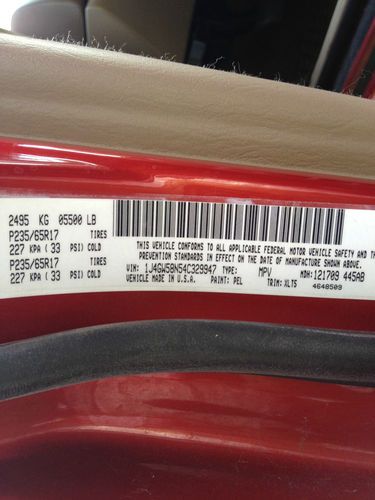 2495 KG 05500 LB
P235/65R17 TIRES
227 KPA ( 33 PSI) COLD
P235/65R17 TIRES
227 KPA ( 33 PSI) COLD
THIS VEHICLE CONFORMS TO ALL APPLICABLE FEDERAL MOTOR VEHICLE SAFETY AND
PREVENTION STANDARDS IN EFFECT ON THE DATE OF MANUFACTURE SHOWN ABOVE.
VIN: 1J4GW58N54C329947 TYPE: MPV MDH: 121709 445AB
VEHICLE MADE IN U.S.A. PAINT: PEL TRIM: XLT5
4648509